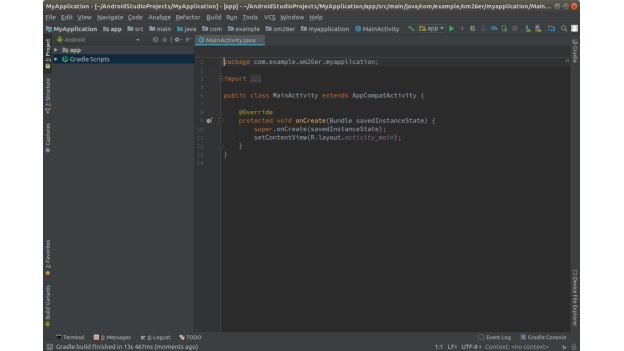 MyApplication - [~/AndroidStudioProjects/MyApplication] - [app] - ~/AndroidStudioProjects/MyApplication/app/src/main/java/com/example/om26er/myapplication/Main...
File Edit View Navigate Code Analyze Refactor Build Run Tools VCS Window Help
MyApplication app src main java com example om26er myapplication MainActivity app
Android
MainActivity.java
1: Project
app
Gradle Scripts
Z: Structure
Captures
2: Favorites
Build Variants
Gradle
Device File Explorer
1 package com.example.om26er.myapplication;
2
3 import ...
6 public class MainActivity extends AppCompatActivity {
7
8 @Override
9 protected void onCreate(Bundle savedInstanceState) {
10 super.onCreate(savedInstanceState);
11 setContentView(R.layout.activity_main);
12 }
13 }
14
Terminal 0: Messages 6: Logcat TODO Event Log Gradle Console
Gradle build finished in 13s 467ms (moments ago) 1:1 LF÷ UTF-8÷ Context: <no context>